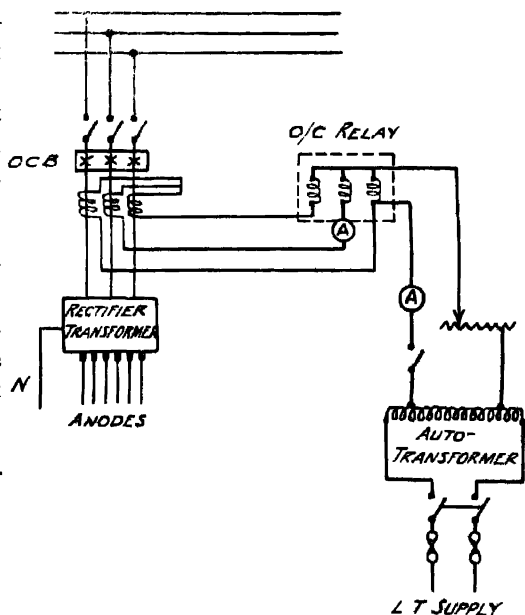 O/C RELAY
OCB
A
A
RECTIFIER
TRANSFORMER
N
ANODES
AUTO-
TRANSFORMER
L T SUPPLY